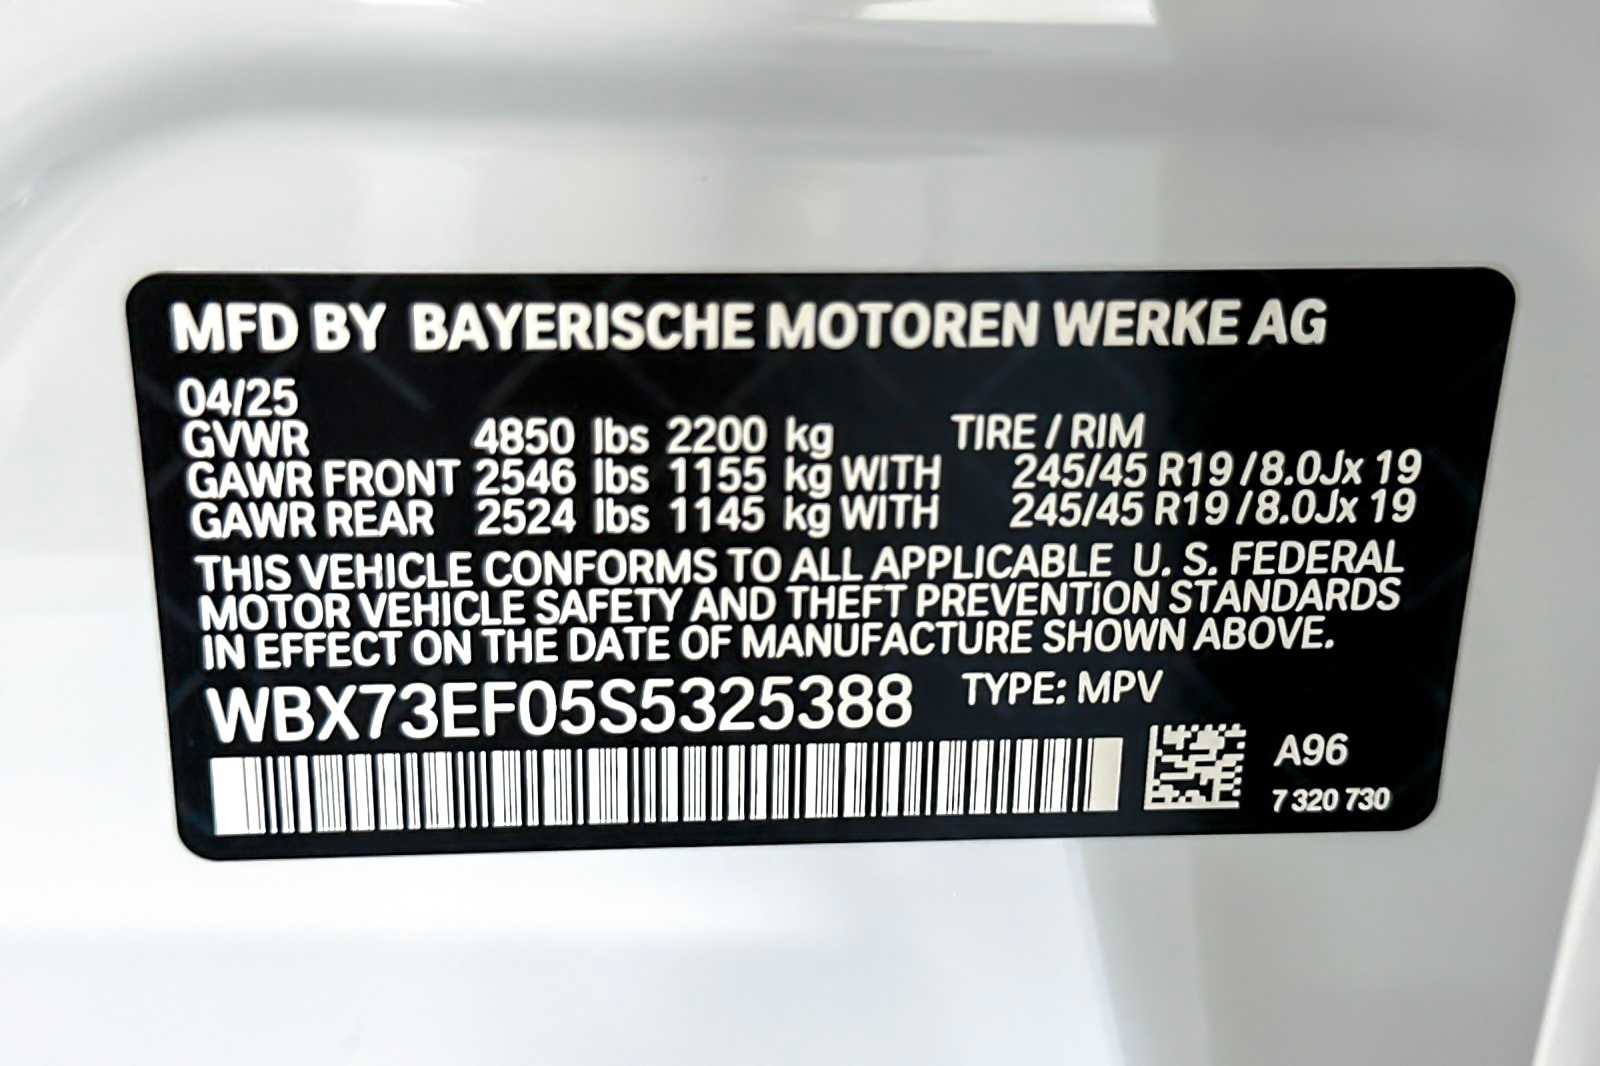 MFD BY BAYERISCHE MOTOREN WERKE AG
04/25
GVWR 4850 lbs 2200 kg TIRE / RIM
GAWR FRONT 2546 lbs 1155 kg WITH 245/45 R19 / 8.0Jx 19
GAWR REAR 2524 lbs 1145 kg WITH 245/45 R19 / 8.0Jx 19
THIS VEHICLE CONFORMS TO ALL APPLICABLE U. S. FEDERAL
MOTOR VEHICLE SAFETY AND THEFT PREVENTION STANDARDS
IN EFFECT ON THE DATE OF MANUFACTURE SHOWN ABOVE.
WBX73EF05S5325388 TYPE: MPV
A96
7 320 730